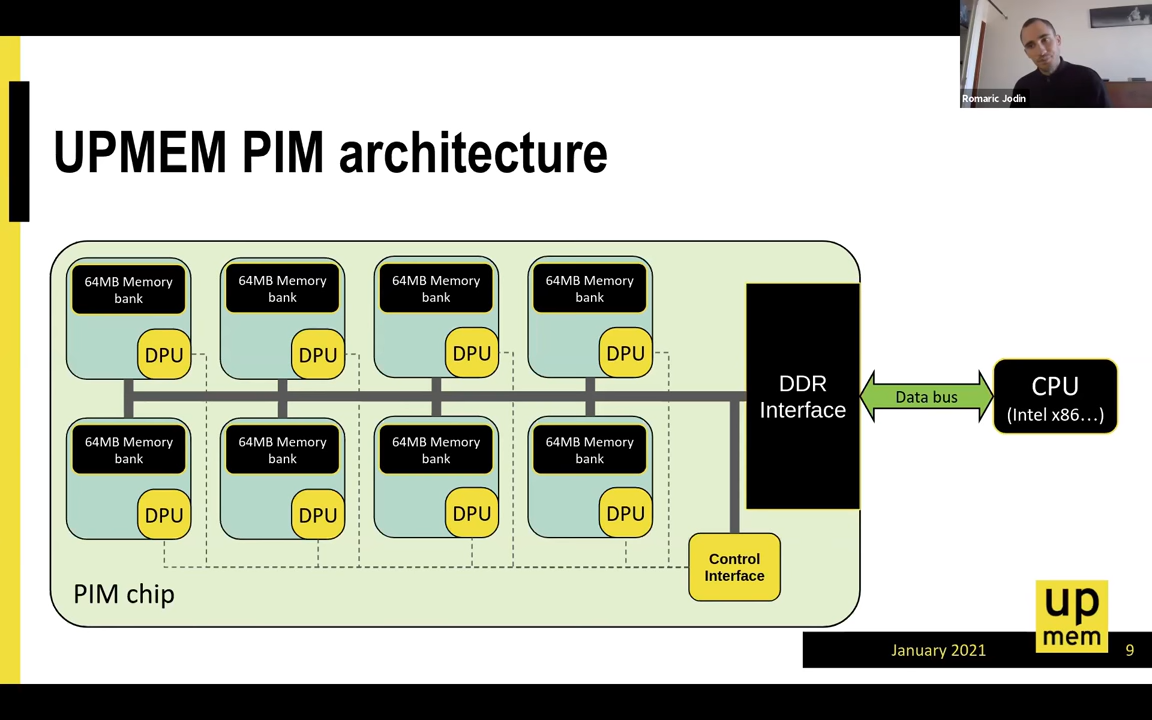 Romaric Jodin
UPMEM PIM architecture
64MB Memory
bank
DPU
64MB Memory
bank
DPU
64MB Memory
bank
DPU
64MB Memory
bank
DPU
64MB Memory
bank
DPU
64MB Memory
bank
DPU
64MB Memory
bank
DPU
64MB Memory
bank
DPU
DDR
Interface
Data bus
CPU
(Intel x86...)
Control
Interface
PIM chip
up
mem
January 2021
9